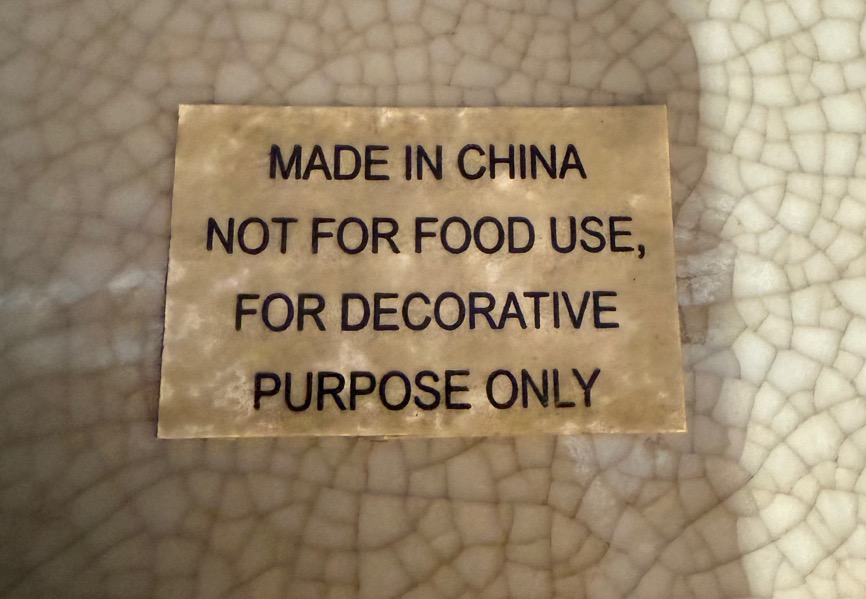 MADE IN CHINA
NOT FOR FOOD USE,
FOR DECORATIVE
PURPOSE ONLY